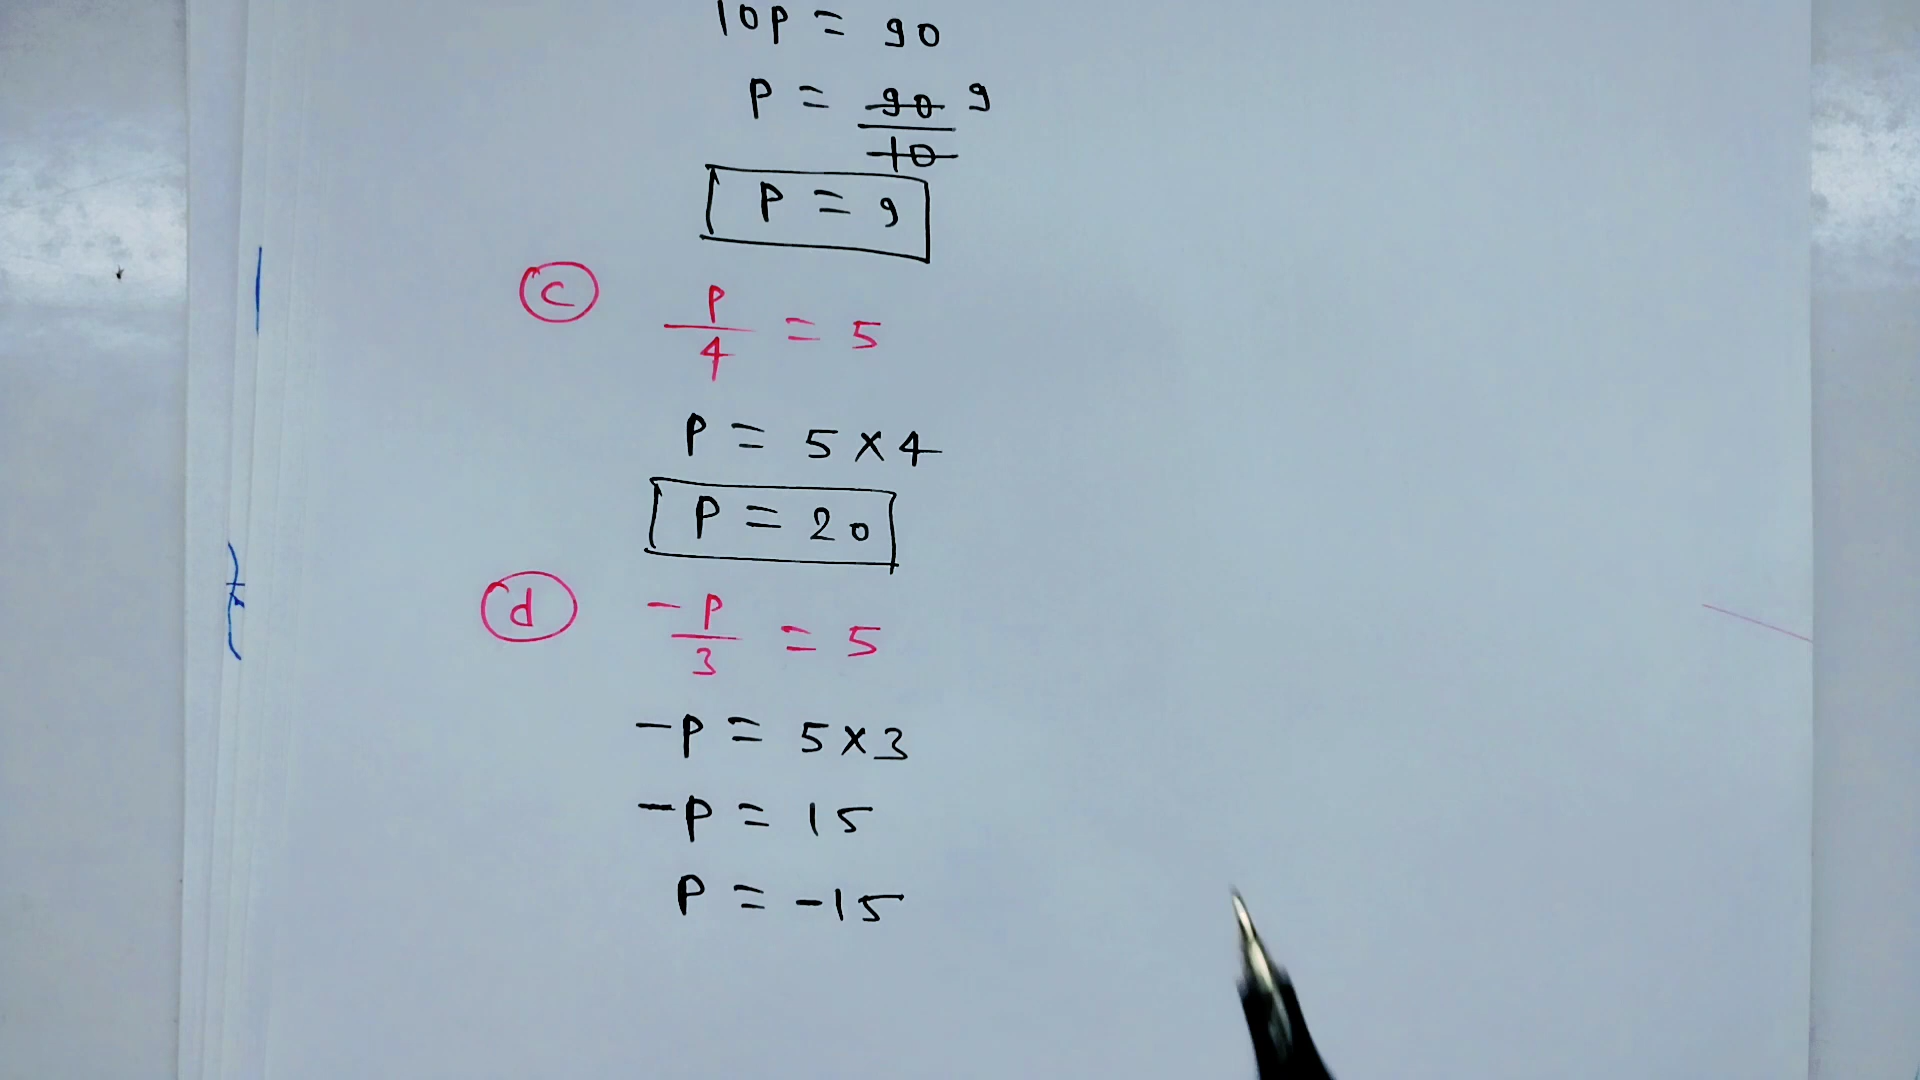 10p = 90
P = 90/10 9
P = 9
c P/4 = 5
P = 5 × 4
P = 20
d -P/3 = 5
-P = 5 × 3
-P = 15
P = -15